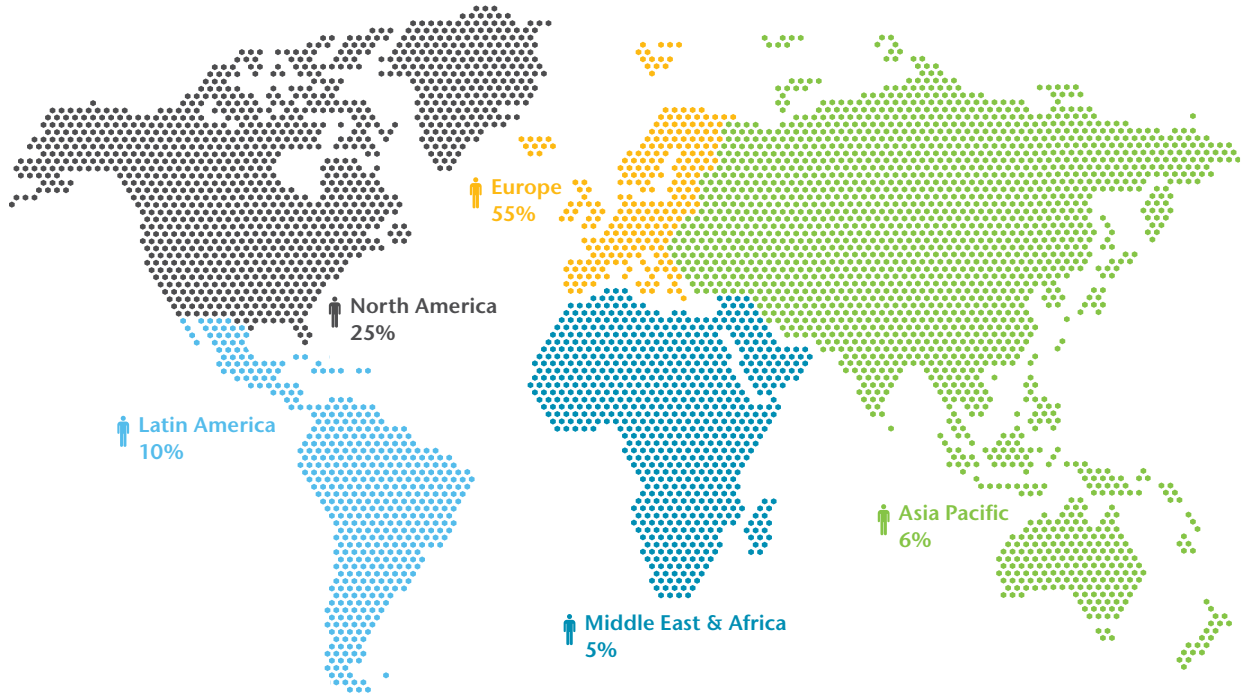 Europe
55%
North America
25%
Latin America
10%
Asia Pacific
6%
Middle East & Africa
5%